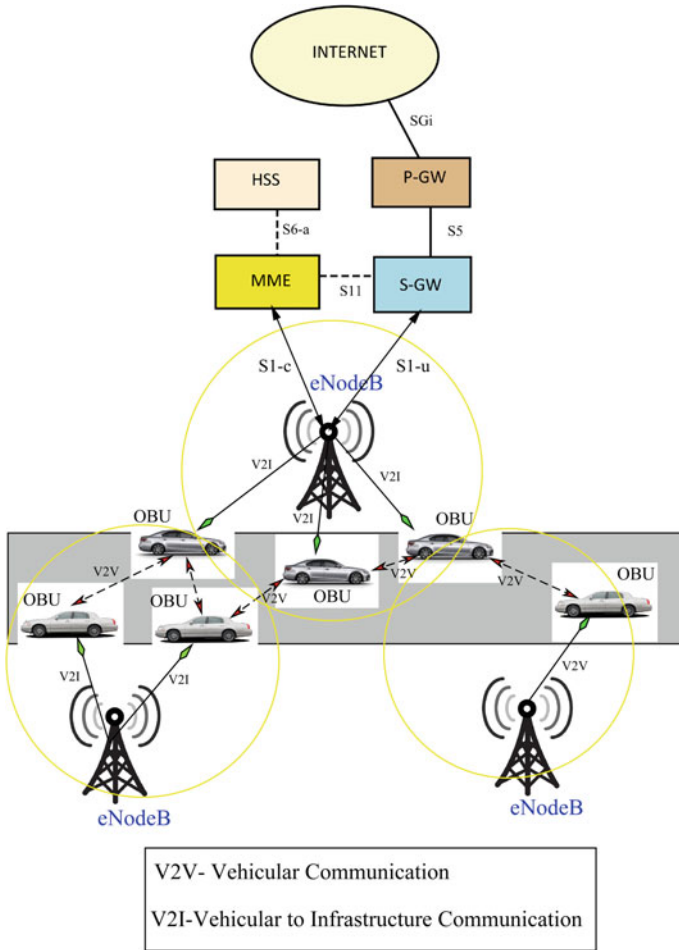 INTERNET
SGi
HSS
P-GW
S6-a
S5
MME
S-GW
S11
S1-c
S1-u
eNodeB
V2I
V2I
V2I
OBU
OBU
V2V
V2V
V2V
V2V
OBU
OBU
OBU
OBU
V2I
V2I
V2V
eNodeB
eNodeB
V2V- Vehicular Communication
V2I-Vehicular to Infrastructure Communication